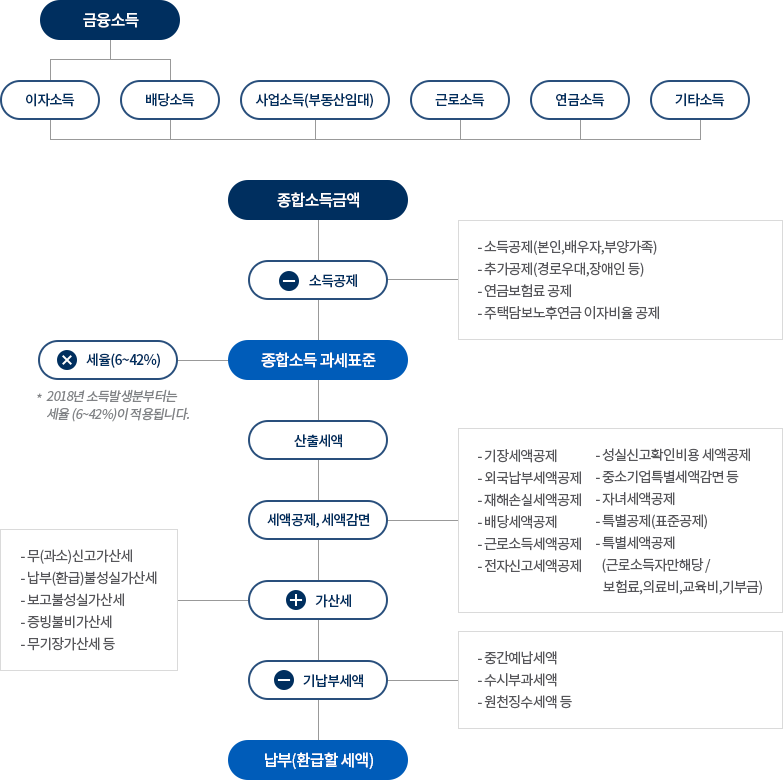 금융소득
이자소득
배당소득
사업소득(부동산임대)
근로소득
연금소득
기타소득
종합소득금액
소득공제
- 소득공제(본인,배우자,부양가족)
- 추가공제(경로우대,장애인 등)
- 연금보험료 공제
- 주택담보노후연금 이자비율 공제
세율(6~42%)
종합소득 과세표준
* 2018년 소득발생분부터는
세율 (6~42%)이 적용됩니다.
산출세액
세액공제, 세액감면
- 기장세액공제
- 외국납부세액공제
- 재해손실세액공제
- 배당세액공제
- 근로소득세액공제
- 전자신고세액공제
- 성실신고확인비용 세액공제
- 중소기업특별세액감면 등
- 자녀세액공제
- 특별공제(표준공제)
- 특별세액공제
(근로소득자만해당 /
보험료,의료비,교육비,기부금)
- 무(과소)신고가산세
- 납부(환급)불성실가산세
- 보고불성실가산세
- 증빙불비가산세
- 무기장가산세 등
가산세
기납부세액
- 중간예납세액
- 수시부과세액
- 원천징수세액 등
납부(환급할 세액)